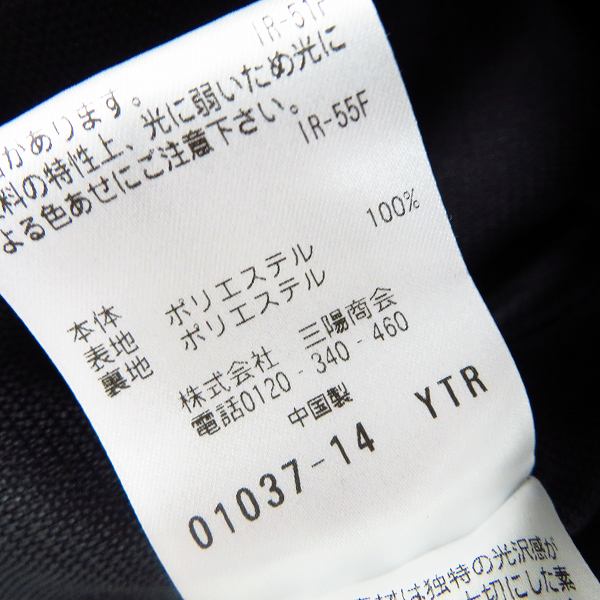 IR-51F
があります。
料の特性上、光に弱いため光に
よる色あせにご注意下さい。
IR-55F
100%
本体
表地 ポリエステル
裏地 ポリエステル
株式会社 三陽商会
電話0120-340-460
中国製
01037-14 YTR
は独特の光沢感が
切にした素